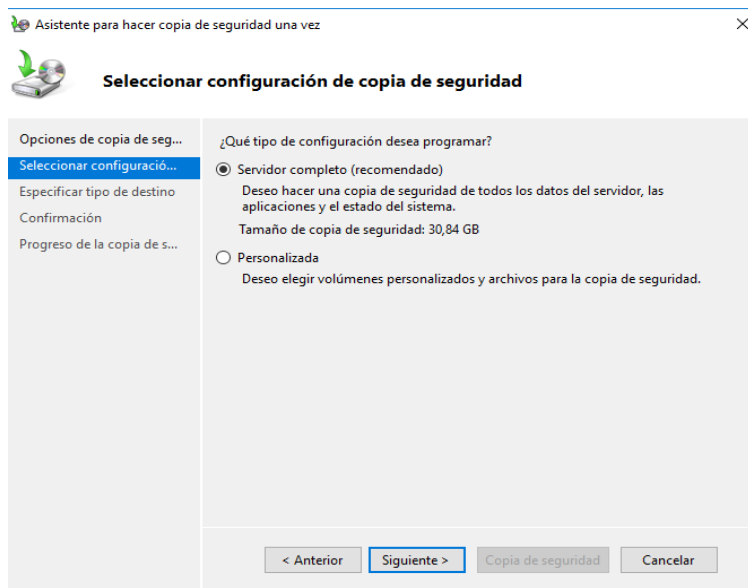 Asistente para hacer copia de seguridad una vez
Seleccionar configuración de copia de seguridad
Opciones de copia de seg...
Seleccionar configuració...
Especificar tipo de destino
Confirmación
Progreso de la copia de s...
¿Qué tipo de configuración desea programar?
Servidor completo (recomendado)
Deseo hacer una copia de seguridad de todos los datos del servidor, las
aplicaciones y el estado del sistema.
Tamaño de copia de seguridad: 30,84 GB
Personalizada
Deseo elegir volúmenes personalizados y archivos para la copia de seguridad.
< Anterior
Siguiente >
Copia de seguridad
Cancelar